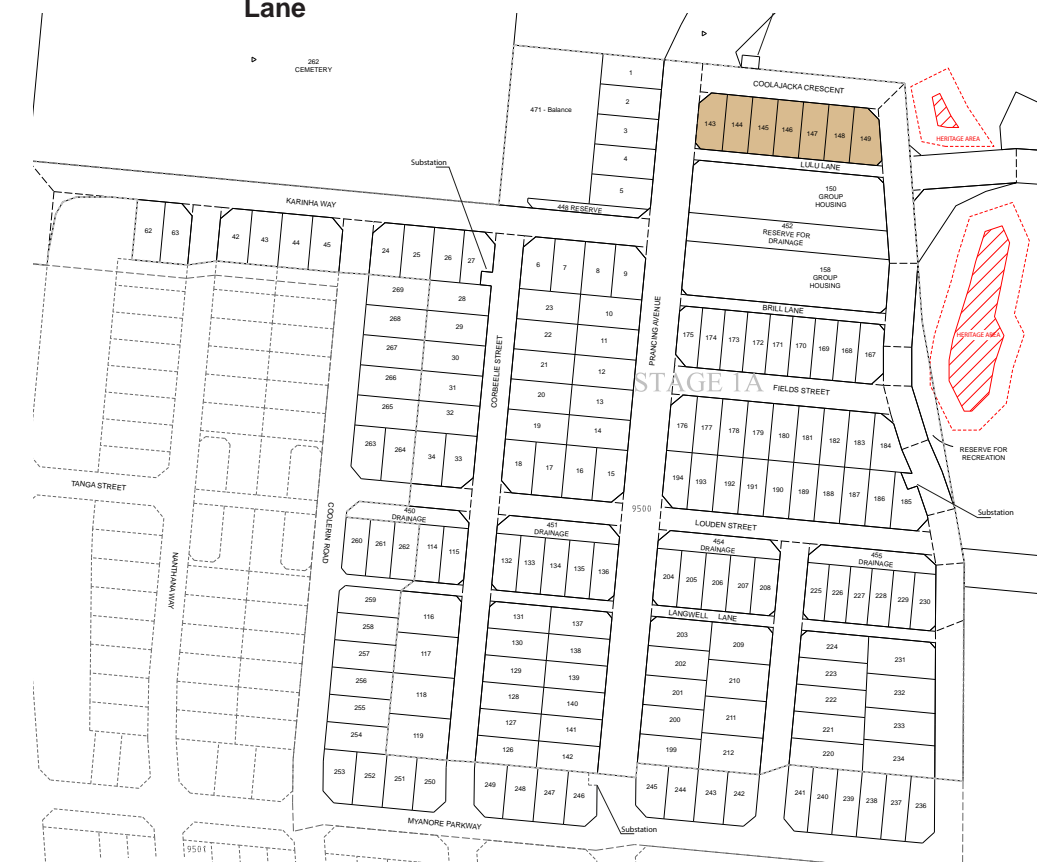 Lane
262
CEMETERY
471 - Balance
1
2
3
4
5
COOLAJACKA CRESCENT
143 144 145 146 147 148 149
HERITAGE AREA
LULU LANE
Substation
150
GROUP
HOUSING
KARINHA WAY
448 RESERVE
452
RESERVE FOR
DRAINAGE
158
GROUP
HOUSING
62 63
42 43 44 45
24 25 26 27
6 7 8 9
269
268
267
266
265
28
29
30
31
32
263 264 34 33
CORBEELIE STREET
23
22
21
20
19
10
11
12
13
14
18 17 16 15
PRANCING AVENUE
BRILL LANE
175 174 173 172 171 170 169 168 167
HERITAGE AREA
STAGE 1A
FIELDS STREET
176 177 178 179 180 181 182 183 184
194 193 192 191 190 189 188 187 186 185
RESERVE FOR
RECREATION
Substation
TANGA STREET
NANTHANA WAY
COOLERIN ROAD
9500
LOUDEN STREET
450
DRAINAGE
260 261 262 114 115
451
DRAINAGE
132 133 134 135 136
454
DRAINAGE
204 205 206 207 208
455
DRAINAGE
225 226 227 228 229 230
LANGWELL LANE
259
258
257
256
255
254
116
117
118
119
131
130
129
128
127
126
137
138
139
140
141
142
203
202
201
200
199
209
210
211
212
224
223
222
221
220
231
232
233
234
253 252 251 250
249 248 247 246
245 244 243 242
241 240 239 238 237 236
MYANORE PARKWAY
Substation
9501